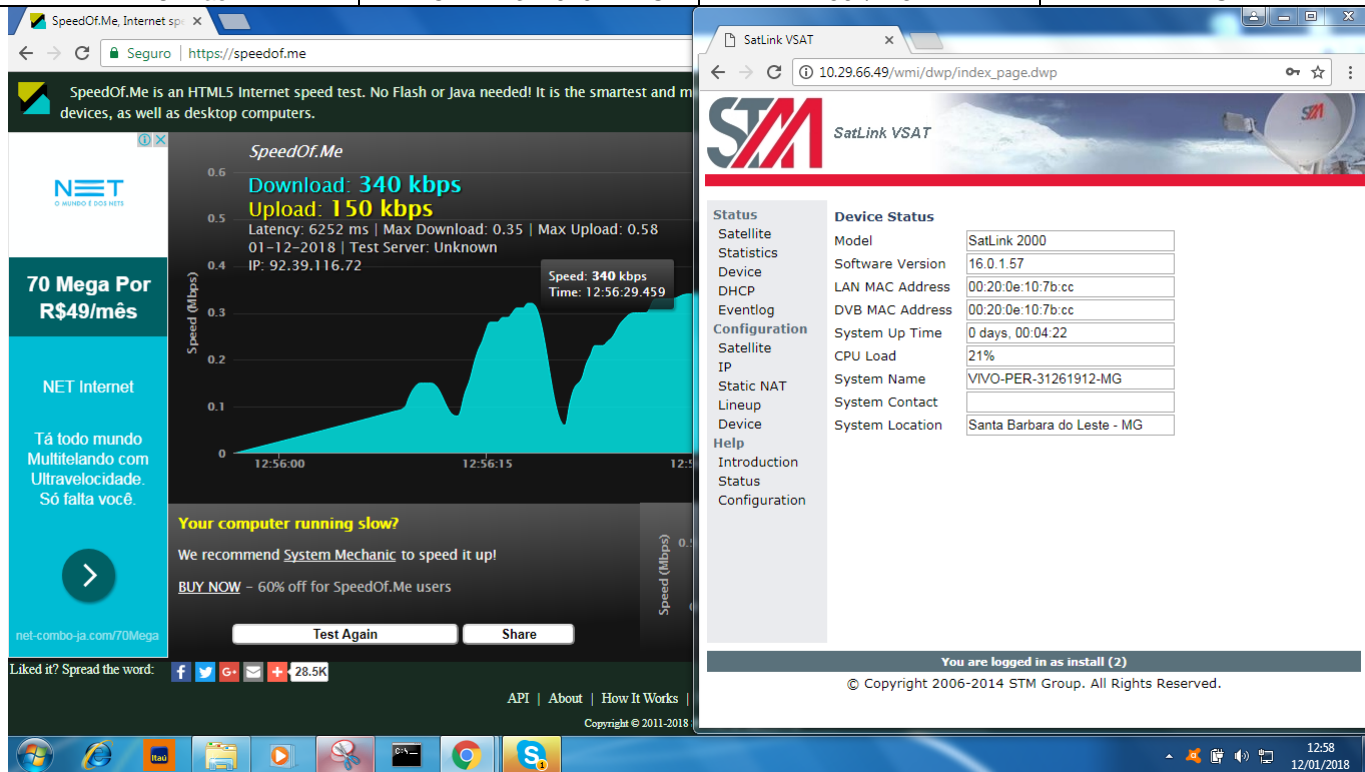 SpeedOf.Me, Internet spe
Seguro | https://speedof.me
SpeedOf.Me is an HTML5 Internet speed test. No Flash or Java needed! It is the smartest and m
devices, as well as desktop computers.
NET
O MUNDO É DOS NETS
70 Mega Por
R$49/mês
NET Internet
Tá todo mundo
Multitelando com
Ultravelocidade.
Só falta você.
net-combo-ja.com/70Mega
SpeedOf.Me
Download: 340 kbps
Upload: 150 kbps
Latency: 6252 ms | Max Download: 0.35 | Max Upload: 0.58
01-12-2018 | Test Server: Unknown
IP: 92.39.116.72
Speed: 340 kbps
Time: 12:56:29.459
Speed (Mbps)
0.6
0.5
0.4
0.3
0.2
0.1
0
12:56:00
12:56:15
Your computer running slow?
We recommend System Mechanic to speed it up!
BUY NOW – 60% off for SpeedOf.Me users
Speed (Mbps)
Test Again
Share
Liked it? Spread the word:
f
G+
28.5K
API | About | How It Works |
Copyright © 2011-2018
SatLink VSAT
10.29.66.49/wmi/dwp/index_page.dwp
STM
SatLink VSAT
STM
Status
Satellite
Statistics
Device
DHCP
Eventlog
Configuration
Satellite
IP
Static NAT
Lineup
Device
Help
Introduction
Status
Configuration
Device Status
Model SatLink 2000
Software Version 16.0.1.57
LAN MAC Address 00:20:0e:10:7b:cc
DVB MAC Address 00:20:0e:10:7b:cc
System Up Time 0 days, 00:04:22
CPU Load 21%
System Name VIVO-PER-31261912-MG
System Contact
System Location Santa Barbara do Leste - MG
You are logged in as install (2)
© Copyright 2006-2014 STM Group. All Rights Reserved.
Itaú
12:58
12/01/2018